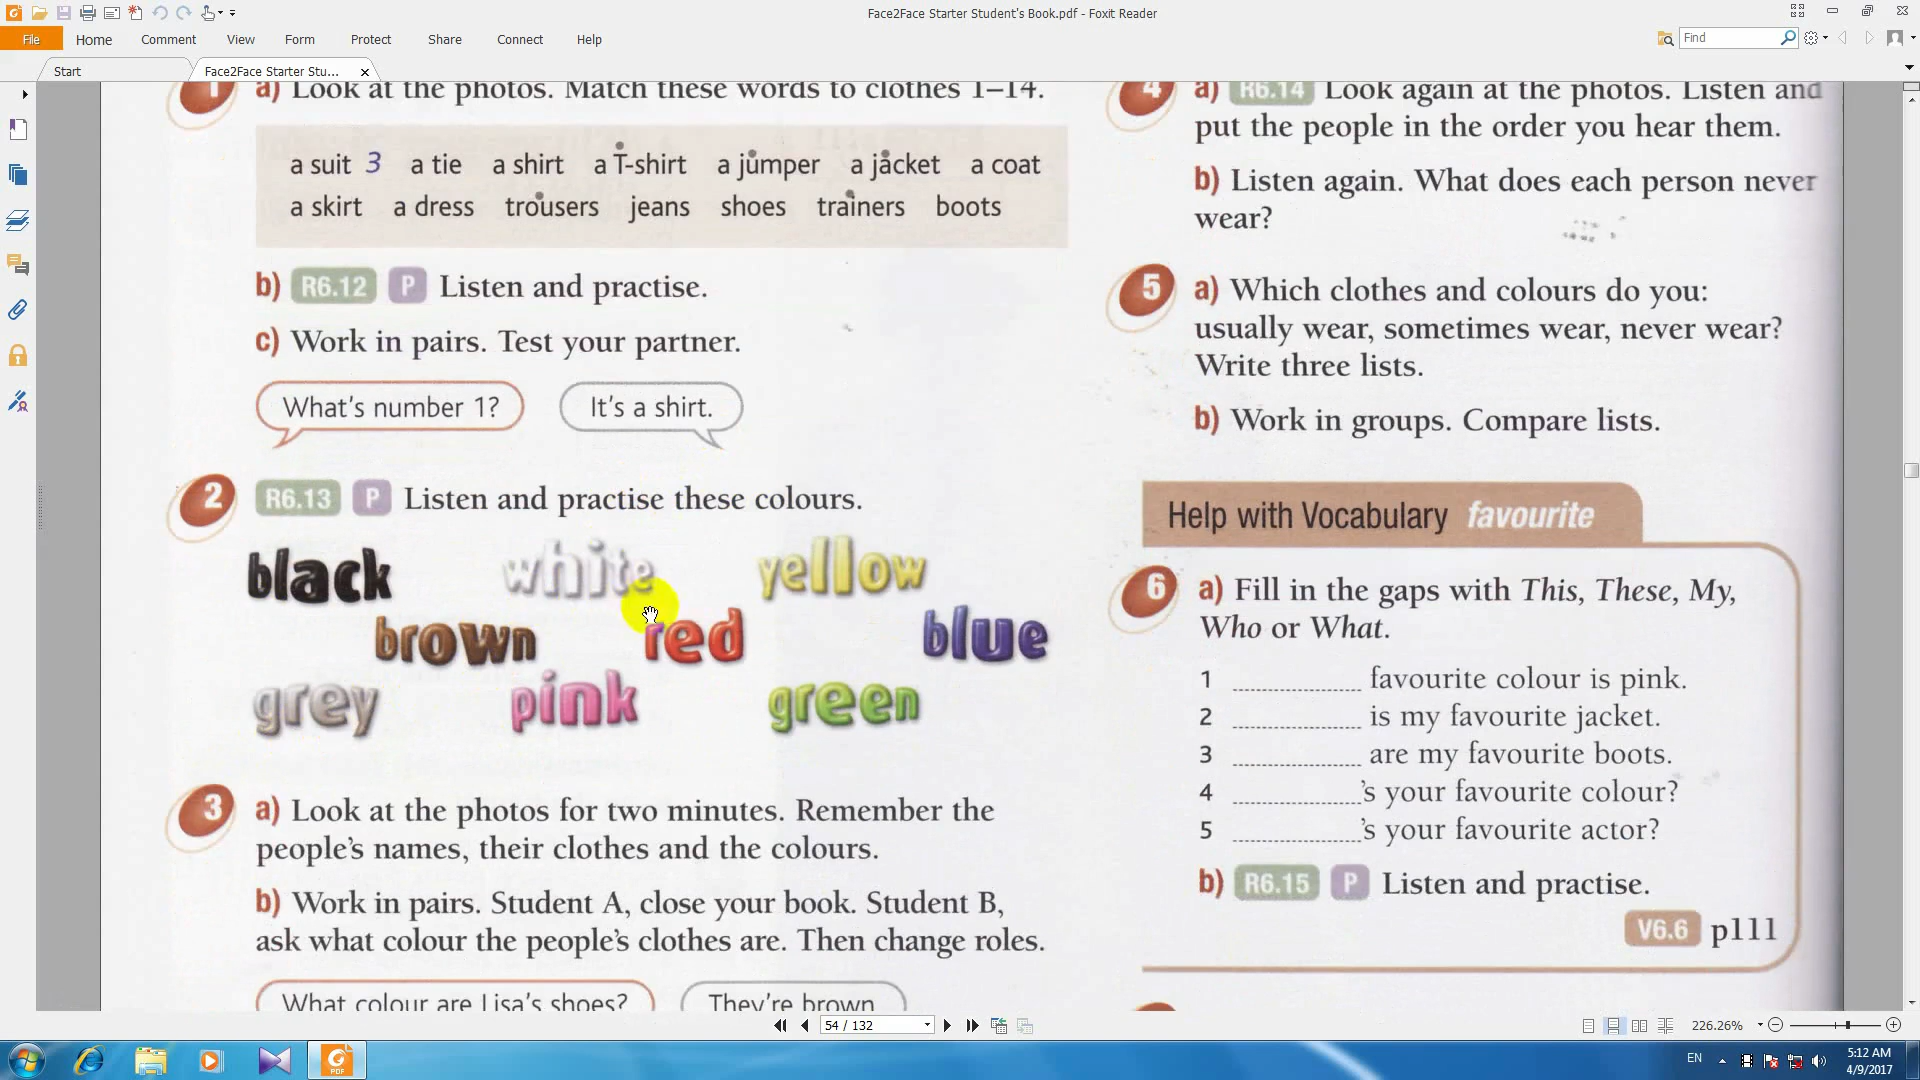 Face2Face Starter Student's Book.pdf - Foxit Reader
File Home Comment View Form Protect Share Connect Help
Find
Start
Face2Face Starter Stu... x
1 a) Look at the photos. Match these words to clothes 1–14.
a suit 3 a tie a shirt a T-shirt a jumper a jacket a coat
a skirt a dress trousers jeans shoes trainers boots
b) R6.12 P Listen and practise.
c) Work in pairs. Test your partner.
What's number 1?
It's a shirt.
2 R6.13 P Listen and practise these colours.
black white yellow
brown red blue
grey pink green
3 a) Look at the photos for two minutes. Remember the
people's names, their clothes and the colours.
b) Work in pairs. Student A, close your book. Student B,
ask what colour the people's clothes are. Then change roles.
What colour are Lisa's shoes?
They're brown
4 a) R6.14 Look again at the photos. Listen and
put the people in the order you hear them.
b) Listen again. What does each person never
wear?
5 a) Which clothes and colours do you:
usually wear, sometimes wear, never wear?
Write three lists.
b) Work in groups. Compare lists.
Help with Vocabulary favourite
6 a) Fill in the gaps with This, These, My,
Who or What.
1 ............ favourite colour is pink.
2 ............ is my favourite jacket.
3 ............ are my favourite boots.
4 ............'s your favourite colour?
5 ............'s your favourite actor?
b) R6.15 P Listen and practise.
V6.6 p111
54 / 132
226.26%
PDF
EN
5:12 AM
4/9/2017